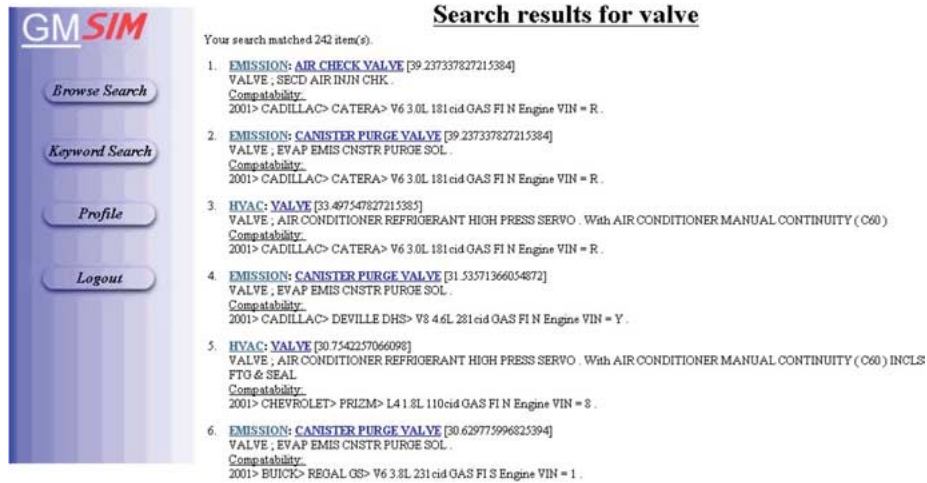 GMSIM
Browse Search
Keyword Search
Profile
Logout
Search results for valve
Your search matched 242 item(s).
1. EMISSION: AIR CHECK VALVE [39.237337827215384]
VALVE ; SECD AIR INJN CHK .
Compatability:
2001> CADILLAC> CATERA> V6 3.0L 181cid GAS FI N Engine VIN = R .
2. EMISSION: CANISTER PURGE VALVE [39.237337827215384]
VALVE ; EVAP EMIS CNSTR PURGE SOL .
Compatability:
2001> CADILLAC> CATERA> V6 3.0L 181cid GAS FI N Engine VIN = R .
3. HVAC: VALVE [33.497547827215385]
VALVE ; AIR CONDITIONER REFRIGERANT HIGH PRESS SERVO . With AIR CONDITIONER MANUAL CONTINUITY ( C60 )
Compatability:
2001> CADILLAC> CATERA> V6 3.0L 181cid GAS FI N Engine VIN = R .
4. EMISSION: CANISTER PURGE VALVE [31.53571366054872]
VALVE ; EVAP EMIS CNSTR PURGE SOL .
Compatability:
2001> CADILLAC> DEVILLE DHS> V8 4.6L 281cid GAS FI N Engine VIN = Y .
5. HVAC: VALVE [30.7542257066098]
VALVE ; AIR CONDITIONER REFRIGERANT HIGH PRESS SERVO . With AIR CONDITIONER MANUAL CONTINUITY ( C60 ) INCLS
FTG & SEAL
Compatability:
2001> CHEVROLET> PRIZM> L4 1.8L 110cid GAS FI N Engine VIN = 8 .
6. EMISSION: CANISTER PURGE VALVE [30.629775996825394]
VALVE ; EVAP EMIS CNSTR PURGE SOL .
Compatability:
2001> BUICK> REGAL GS> V6 3.8L 231cid GAS FI S Engine VIN = 1 .